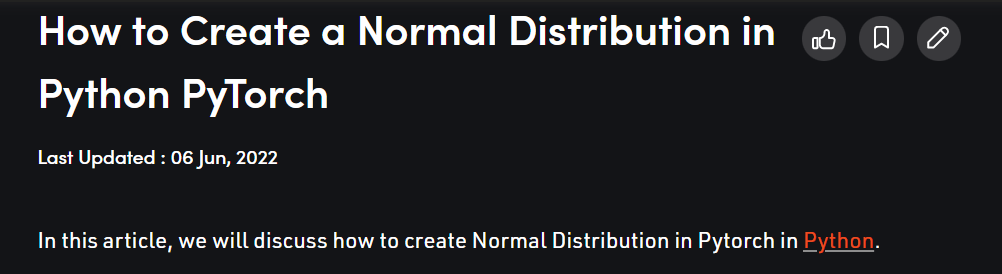 How to Create a Normal Distribution in
Python PyTorch
Last Updated : 06 Jun, 2022
In this article, we will discuss how to create Normal Distribution in Pytorch in Python.